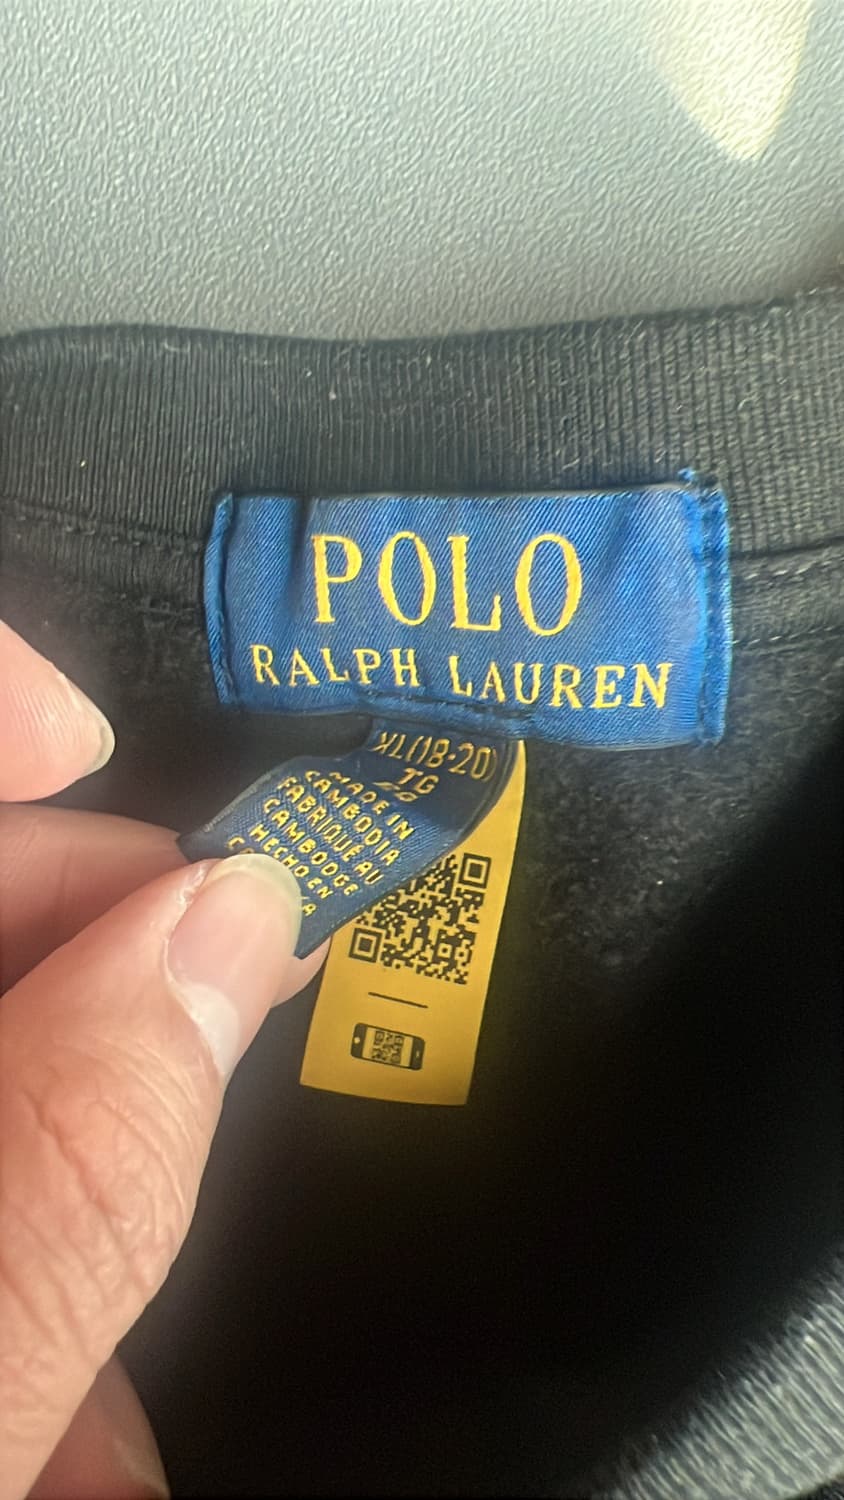 POLO
RALPH LAUREN
XL(18-20)
TG
MADE IN
CAMBODIA
FABRIQUÉ AU
CAMBODGE
HECHO EN